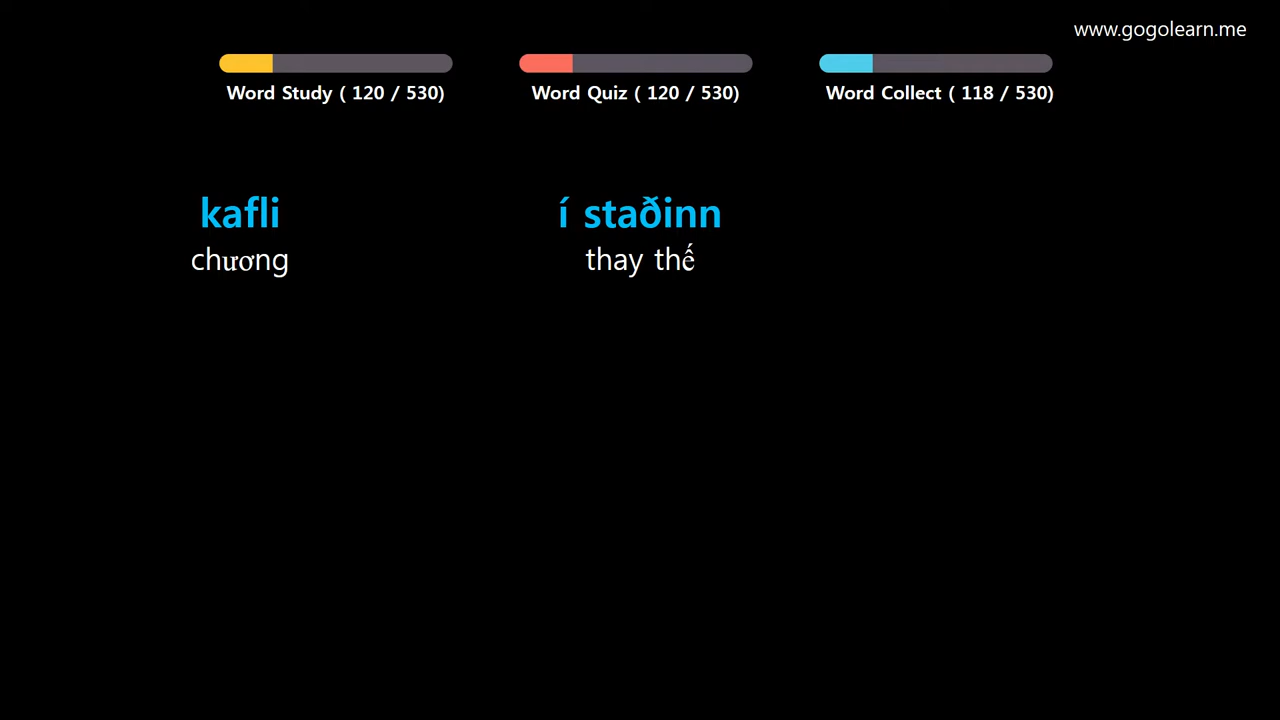 www.gogolearn.me
Word Study ( 120 / 530)
Word Quiz ( 120 / 530)
Word Collect ( 118 / 530)
kafli
chương
í staðinn
thay thế